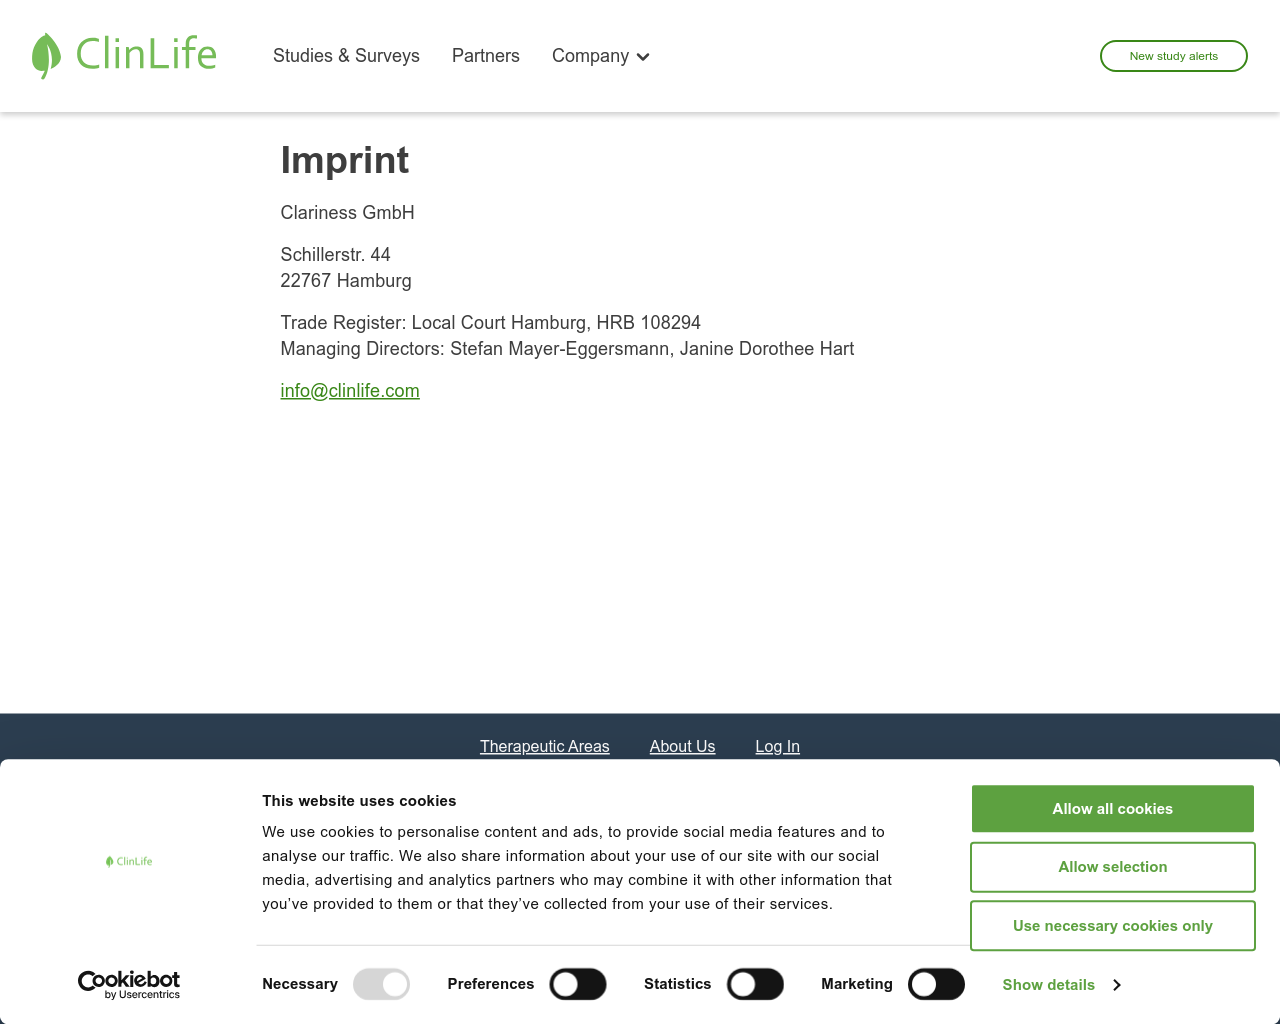 ClinLife
Studies & Surveys
Partners
Company
New study alerts
Imprint
Clariness GmbH
Schillerstr. 44
22767 Hamburg
Trade Register: Local Court Hamburg, HRB 108294
Managing Directors: Stefan Mayer-Eggersmann, Janine Dorothee Hart
info@clinlife.com
Therapeutic Areas
About Us
Log In
ClinLife
Cookiebot
by Usercentrics
This website uses cookies
We use cookies to personalise content and ads, to provide social media features and to
analyse our traffic. We also share information about your use of our site with our social
media, advertising and analytics partners who may combine it with other information that
you've provided to them or that they've collected from your use of their services.
Allow all cookies
Allow selection
Use necessary cookies only
Necessary
Preferences
Statistics
Marketing
Show details